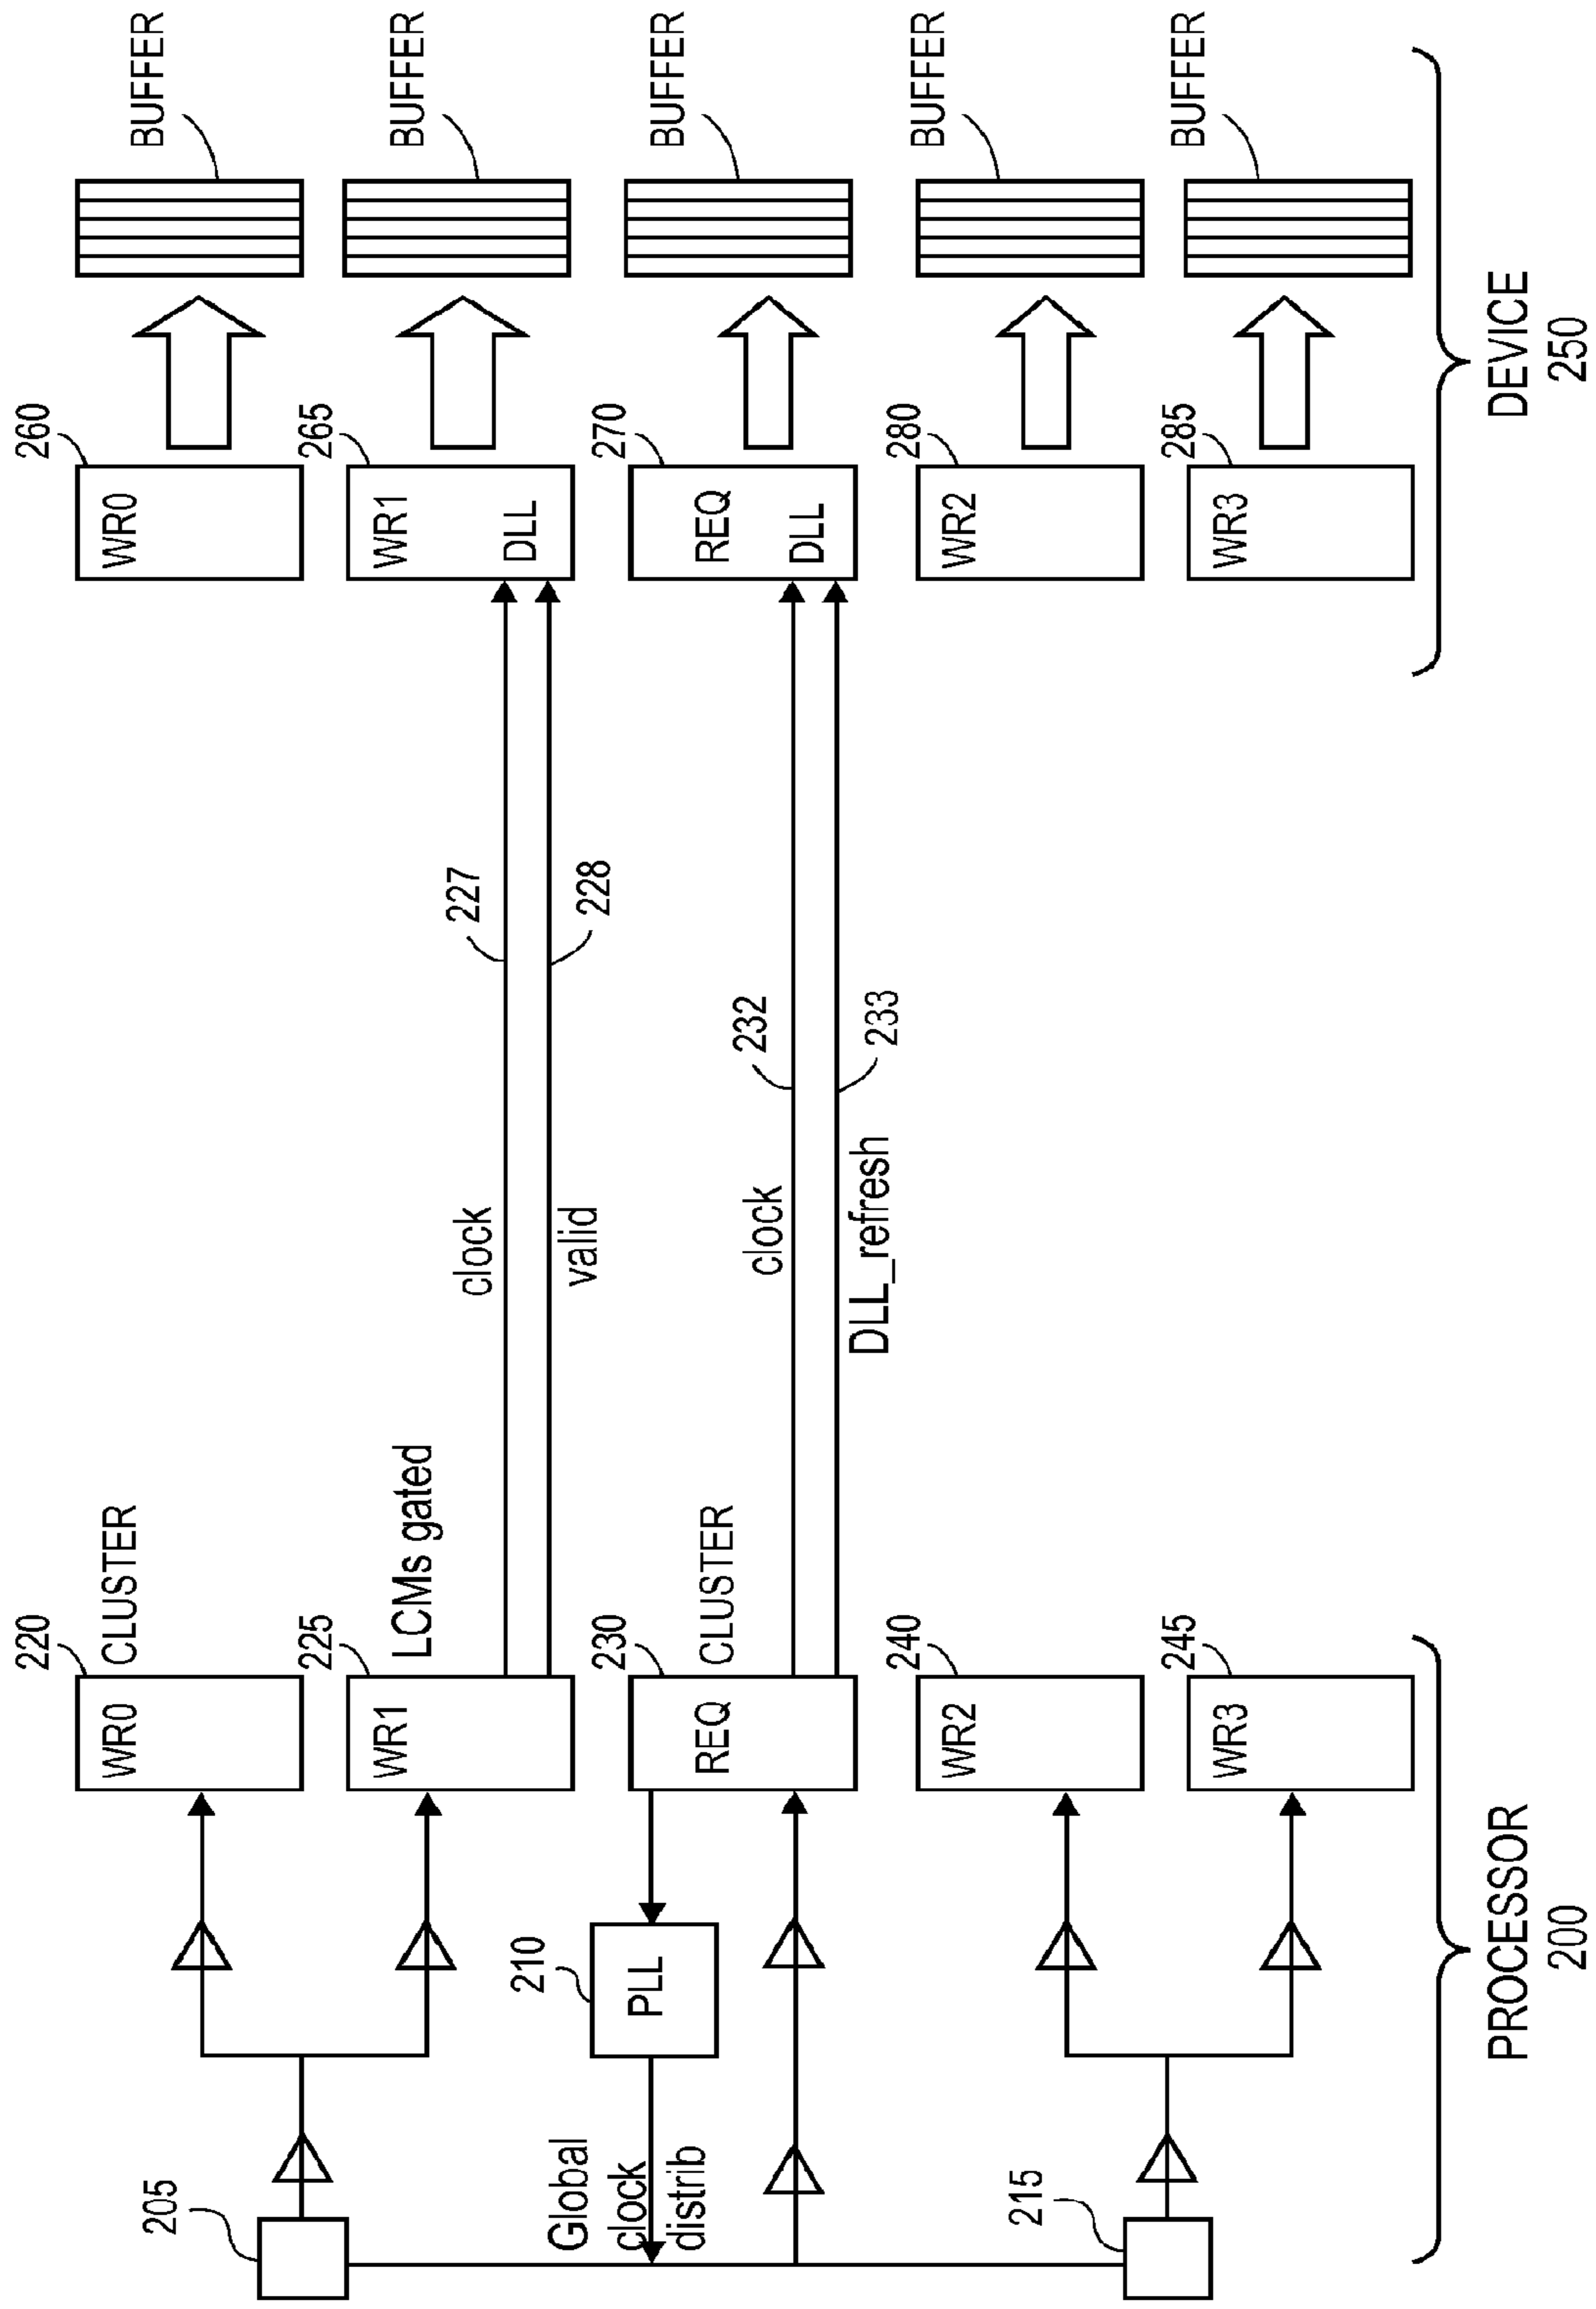 205
Global
clock
distrib
215
210
PLL
220
WR0
CLUSTER
225
WR1
LCMs gated
230
REQ
CLUSTER
240
WR2
245
WR3
PROCESSOR
200
clock
227
valid
228
clock
232
DLL_refresh
233
260
WR0
265
WR1
DLL
270
REQ
DLL
280
WR2
285
WR3
BUFFER
BUFFER
BUFFER
BUFFER
BUFFER
DEVICE
250